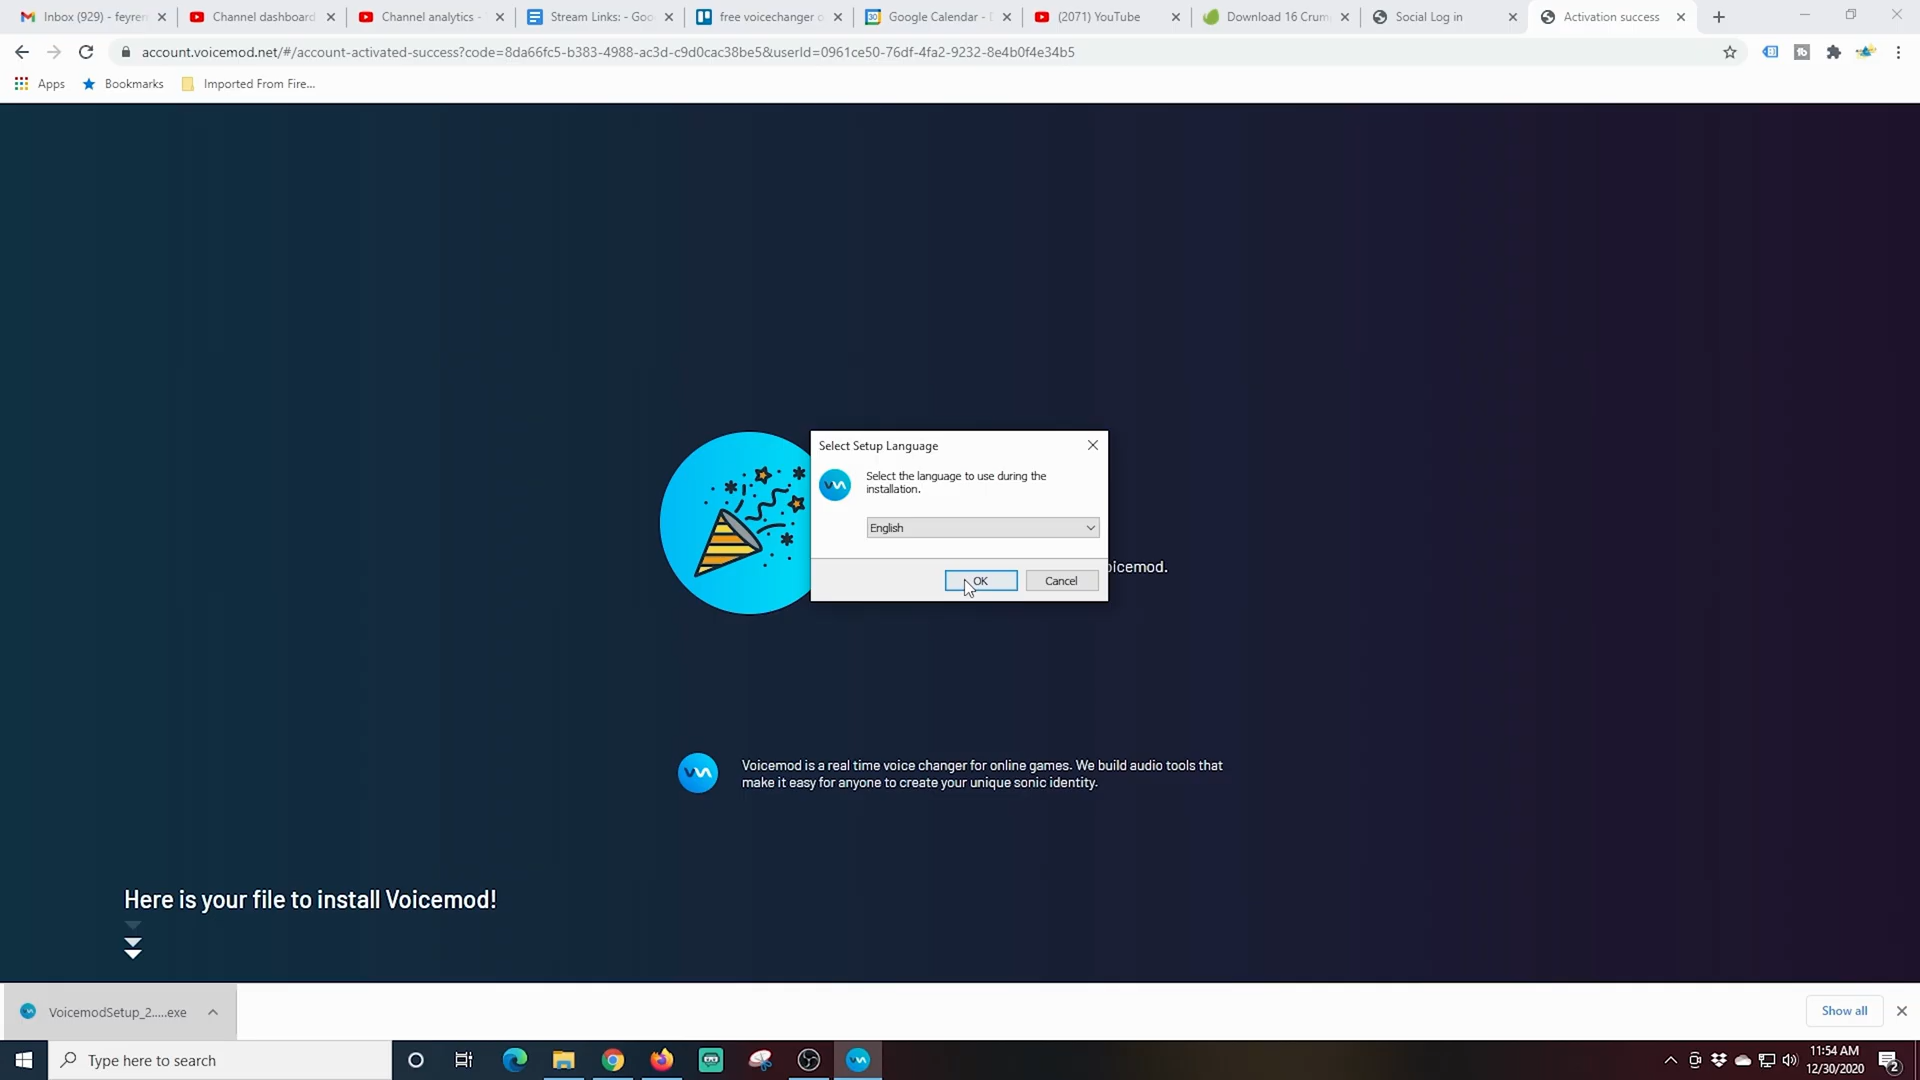 Inbox (929) - feyren
Channel dashboard
Channel analytics -
Stream Links: - Goo
free voicechanger o
Google Calendar - D
(2071) YouTube
Download 16 Crum
Social Log in
Activation success
account.voicemod.net/#/account-activated-success?code=8da66fc5-b383-4988-ac3d-c9d0cac38be5&userId=0961ce50-76df-4fa2-9232-8e4b0f4e34b5
Apps
Bookmarks
Imported From Fire...
Select Setup Language
Select the language to use during the
installation.
English
OK
Cancel
oicemod.
Voicemod is a real time voice changer for online games. We build audio tools that
make it easy for anyone to create your unique sonic identity.
Here is your file to install Voicemod!
VoicemodSetup_2.....exe
Show all
Type here to search
11:54 AM
12/30/2020
2